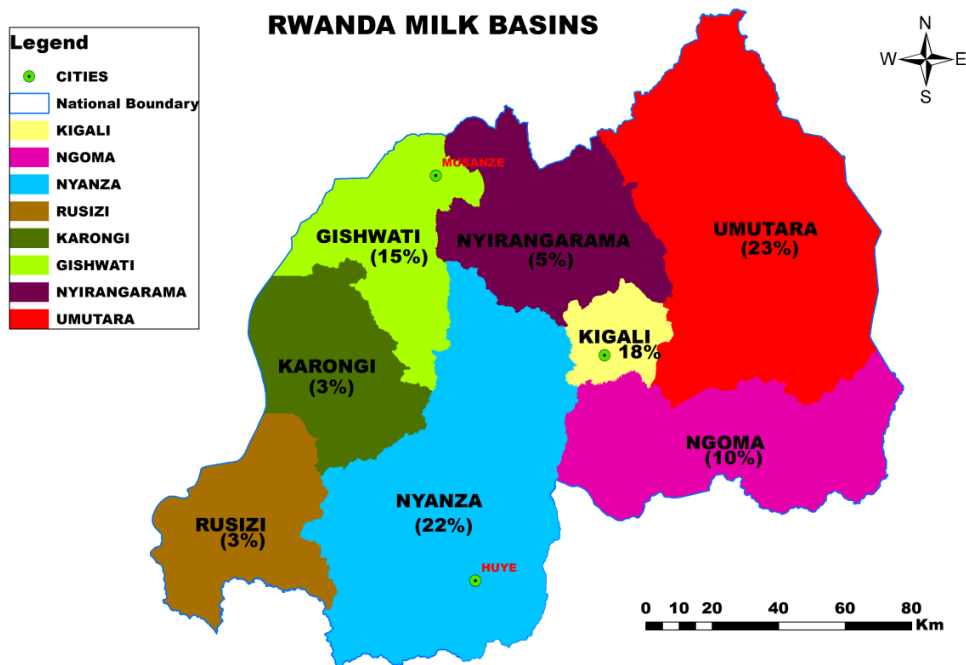 RWANDA MILK BASINS
Legend
CITIES
National Boundary
KIGALI
NGOMA
NYANZA
RUSIZI
KARONGI
GISHWATI
NYIRANGARAMA
UMUTARA
N
W E
S
MUSANZE
GISHWATI
(15%)
NYIRANGARAMA
(5%)
UMUTARA
(23%)
KIGALI
18%
KARONGI
(3%)
NGOMA
(10%)
NYANZA
(22%)
RUSIZI
(3%)
HUYE
0 10 20 40 60 80
Km